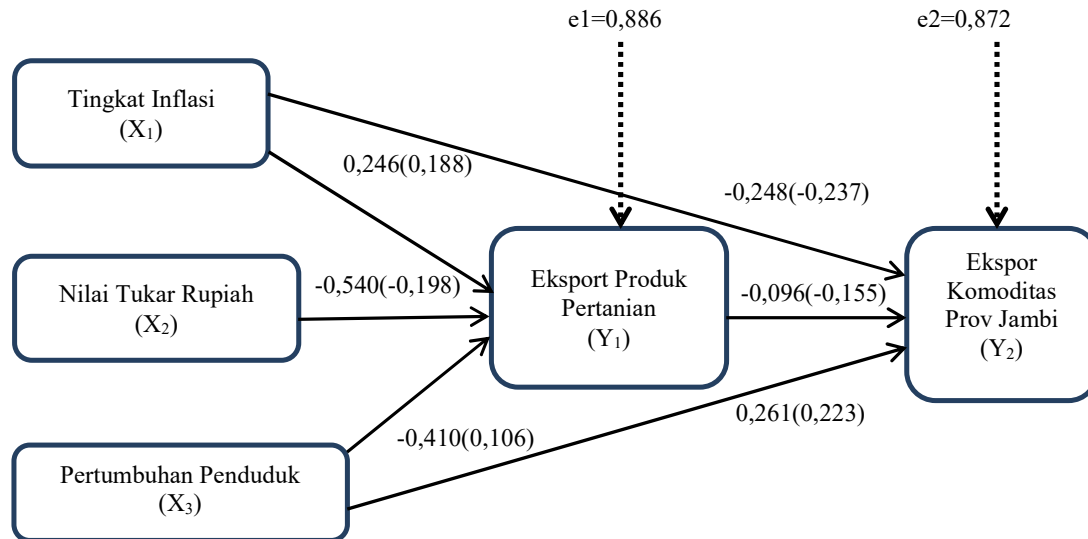 e1=0,886
e2=0,872
Tingkat Inflasi
(X₁)
0,246(0,188)
-0,248(-0,237)
Nilai Tukar Rupiah
(X₂)
-0,540(-0,198)
Eksport Produk
Pertanian
(Y₁)
-0,096(-0,155)
Ekspor
Komoditas
Prov Jambi
(Y₂)
0,261(0,223)
-0,410(0,106)
Pertumbuhan Penduduk
(X₃)